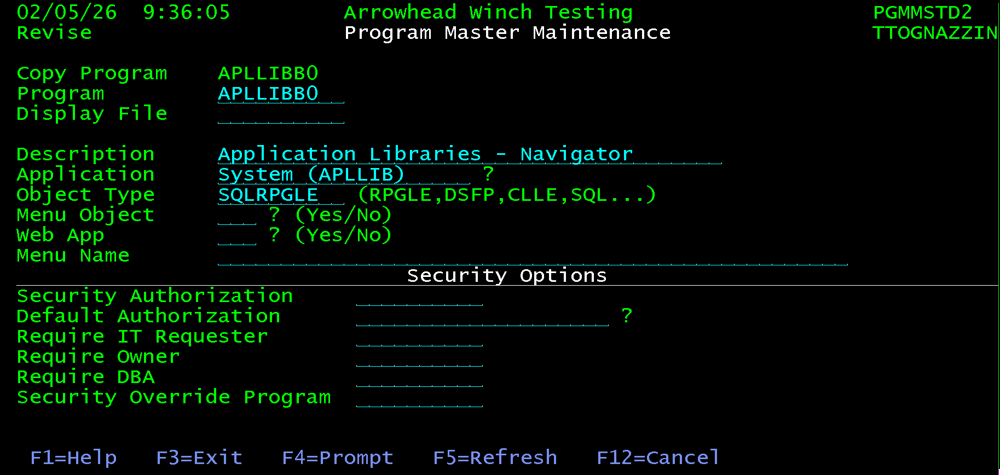 02/05/26  9:36:05  Arrowhead Winch Testing  PGMMSTD2
Revise  Program Master Maintenance  TTOGNAZZIN
Copy Program  APLLIBB0
Program  APLLIBB0
Display File
Description  Application Libraries - Navigator
Application  System (APLLIB)  ?
Object Type  SQLRPGLE  (RPGLE,DSFP,CLLE,SQL...)
Menu Object  ? (Yes/No)
Web App  ? (Yes/No)
Menu Name
Security Options
Security Authorization
Default Authorization  ?
Require IT Requester
Require Owner
Require DBA
Security Override Program
F1=Help  F3=Exit  F4=Prompt  F5=Refresh  F12=Cancel